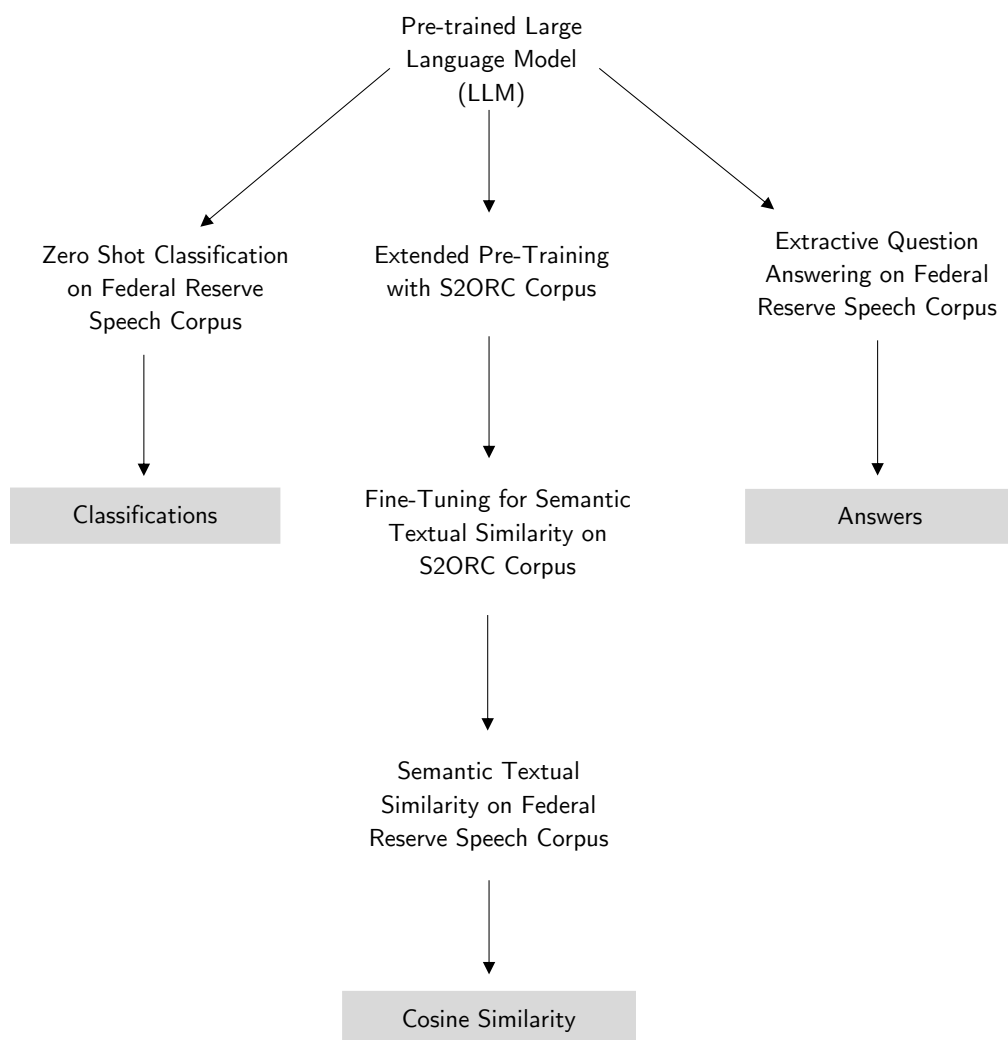 Pre-trained Large
Language Model
(LLM)
Zero Shot Classification
on Federal Reserve
Speech Corpus
Extended Pre-Training
with S2ORC Corpus
Extractive Question
Answering on Federal
Reserve Speech Corpus
Classifications
Fine-Tuning for Semantic
Textual Similarity on
S2ORC Corpus
Answers
Semantic Textual
Similarity on Federal
Reserve Speech Corpus
Cosine Similarity